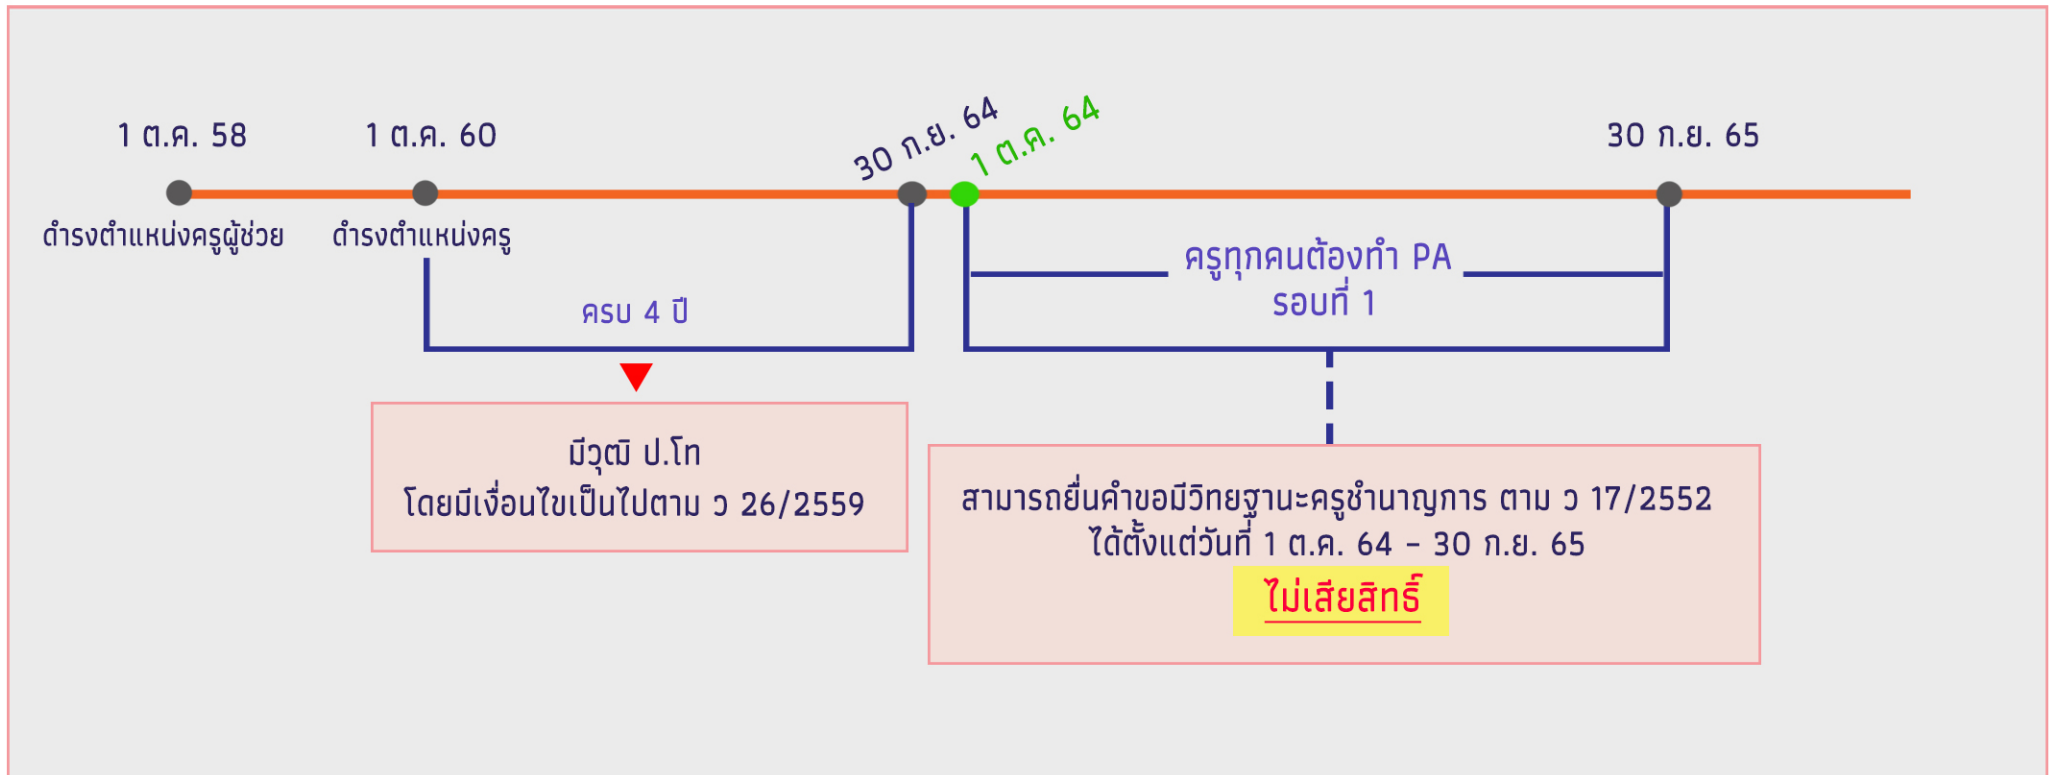 1 ต.ค. 58
1 ต.ค. 60
30 ก.ย. 64
1 ต.ค. 64
30 ก.ย. 65
ดำรงตำแหน่งครูผู้ช่วย
ดำรงตำแหน่งครู
ครบ 4 ปี
ครูทุกคนต้องทำ PA
รอบที่ 1
มีวุฒิ ป.โท
โดยมีเงื่อนไขเป็นไปตาม ว 26/2559
สามารถยื่นคำขอมีวิทยฐานะครูชำนาญการ ตาม ว 17/2552
ได้ตั้งแต่วันที่ 1 ต.ค. 64 - 30 ก.ย. 65
ไม่เสียสิทธิ์